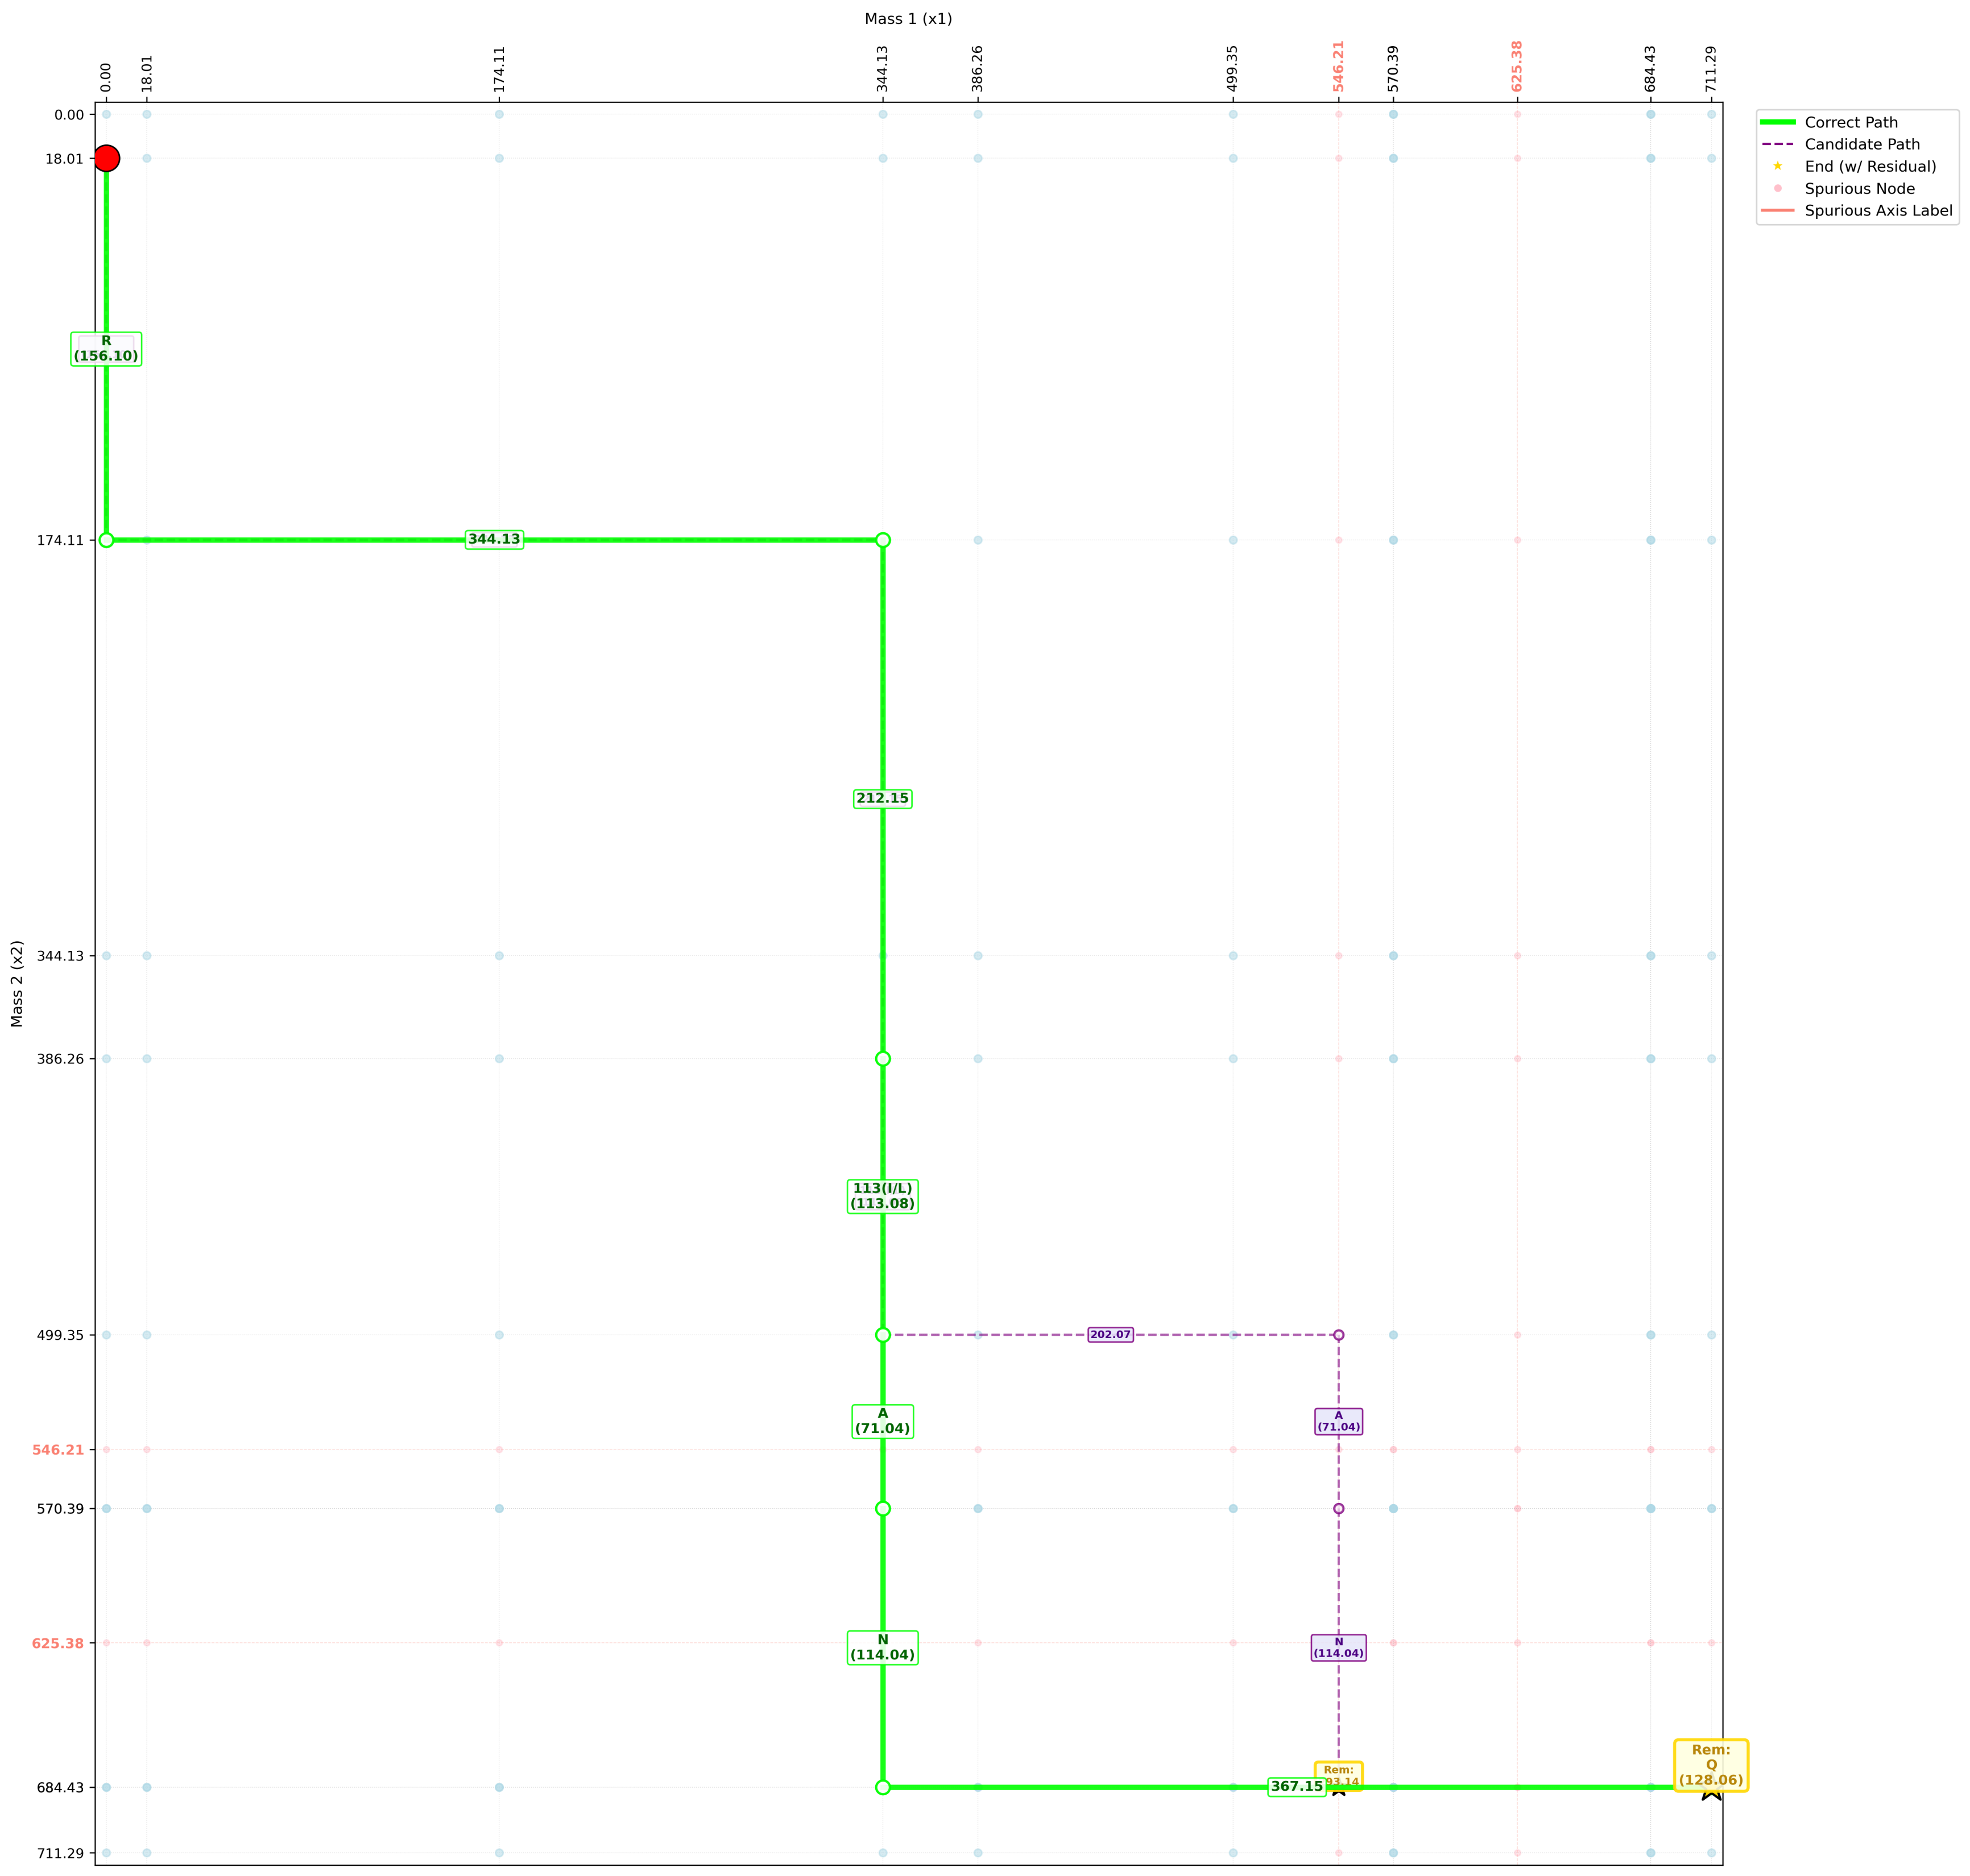 Mass 1 (x1)
0.00
18.01
174.11
344.13
386.26
499.35
546.21
570.39
625.38
684.43
711.29
Correct Path
Candidate Path
End (w/ Residual)
Spurious Node
Spurious Axis Label
Mass 2 (x2)
0.00
18.01
174.11
344.13
386.26
499.35
546.21
570.39
625.38
684.43
711.29
R
(156.10)
344.13
212.15
113(I/L)
(113.08)
202.07
A
(71.04)
A
(71.04)
N
(114.04)
N
(114.04)
Rem:
367.15
Rem:
Q
(128.06)